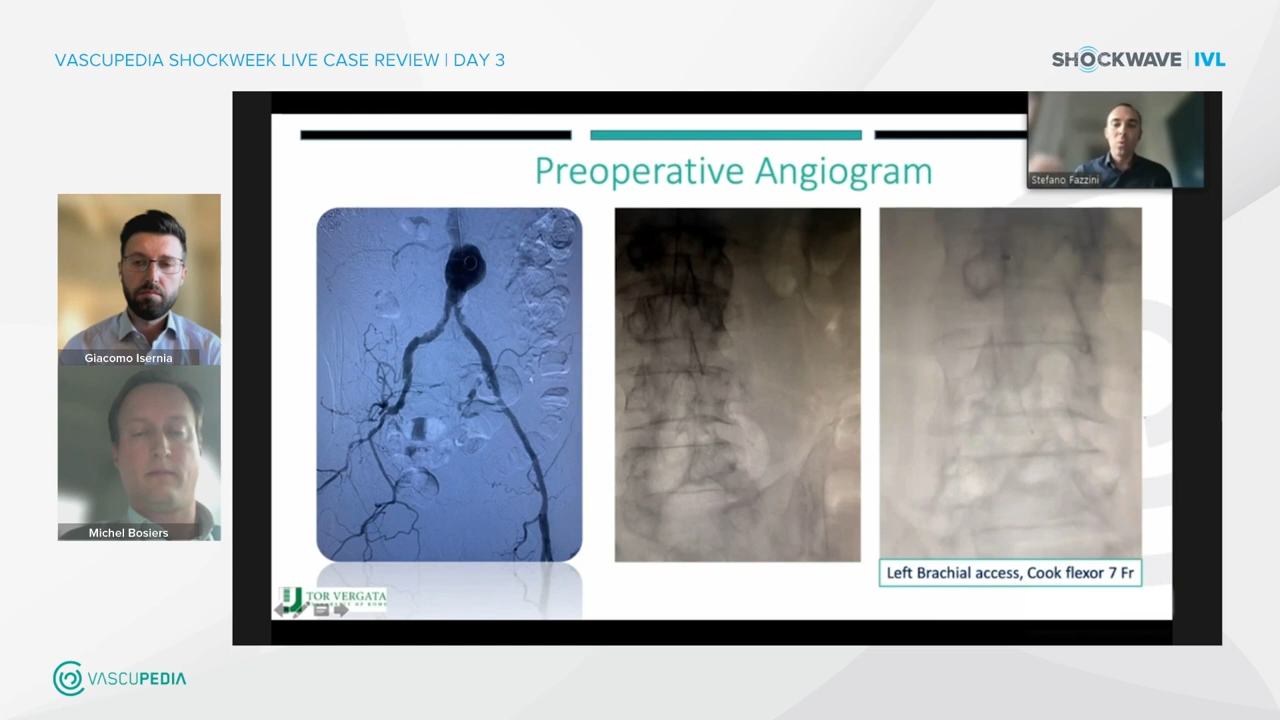 VASCUPEDIA SHOCKWEEK LIVE CASE REVIEW | DAY 3
SHOCKWAVE | IVL
Preoperative Angiogram
Stefano Fazzini
Giacomo Isernia
Michel Bosiers
Left Brachial access, Cook flexor 7 Fr
TOR VERGATA
VASCUPEDIA